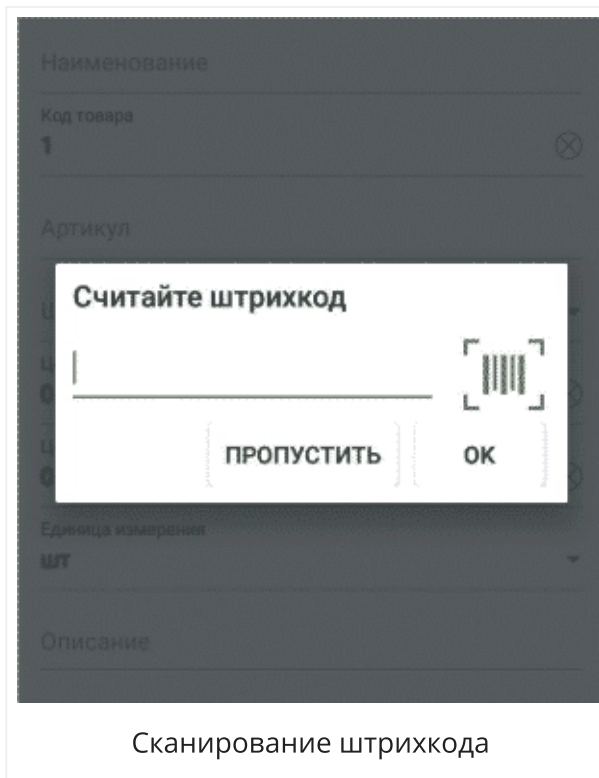 Наименование
Код товара
1
Артикул
Считайте штрихкод
ПРОПУСТИТЬ ОК
Единица измерения
шт
Описание
Сканирование штрихкода